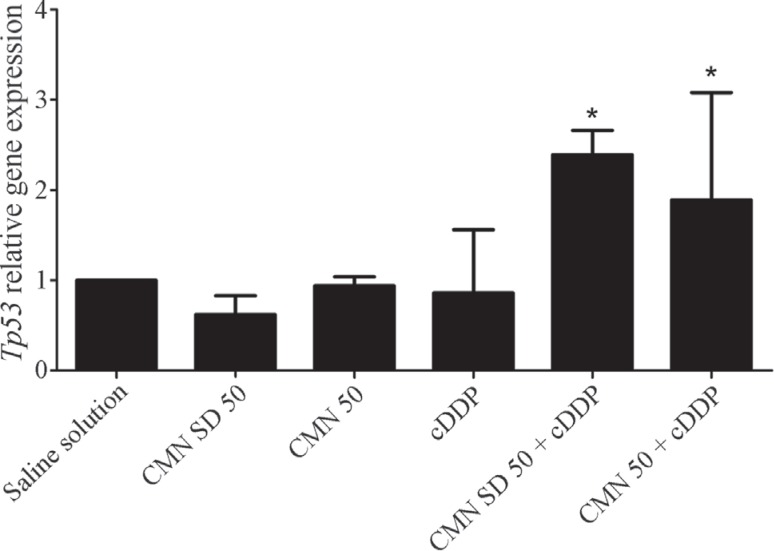 Tp53 relative gene expression
4
3
2
1
0
*
*
Saline solution
CMN SD 50
CMN 50
cDDP
CMN SD 50 + cDDP
CMN 50 + cDDP